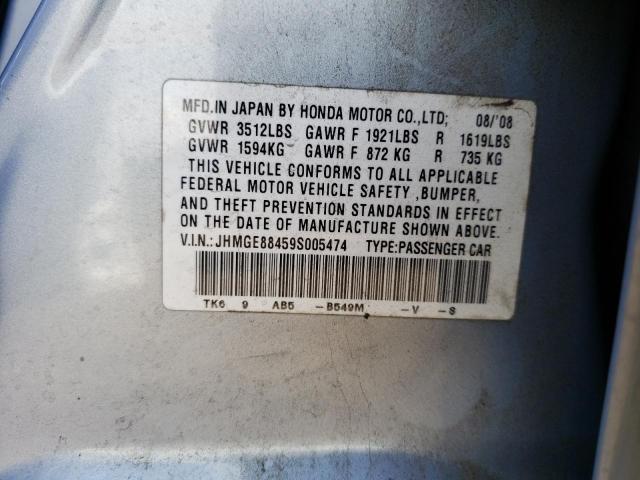 MFD.IN JAPAN BY HONDA MOTOR CO.,LTD; 08/'08
GVWR 3512LBS GAWR F 1921LBS R 1619LBS
GVWR 1594KG GAWR F 872 KG R 735 KG
THIS VEHICLE CONFORMS TO ALL APPLICABLE
FEDERAL MOTOR VEHICLE SAFETY ,BUMPER,
AND THEFT PREVENTION STANDARDS IN EFFECT
ON THE DATE OF MANUFACTURE SHOWN ABOVE.
V.I.N.: JHMGE88459S005474 TYPE:PASSENGER CAR
TK6 9 AB5 -B549M -V -S